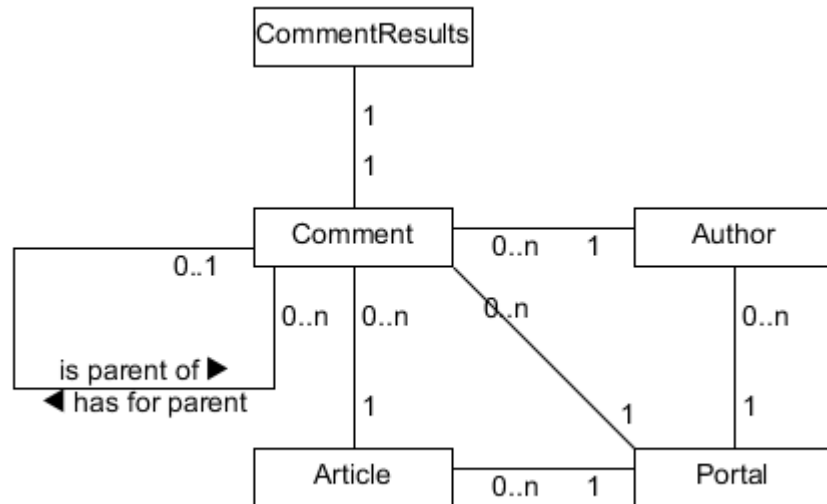 CommentResults
1
1
Comment
Author
0..n 1
0..1
0..n
0..n
0..n
0..n
is parent of ▶
◀ has for parent
1
1
1
Article
Portal
0..n 1